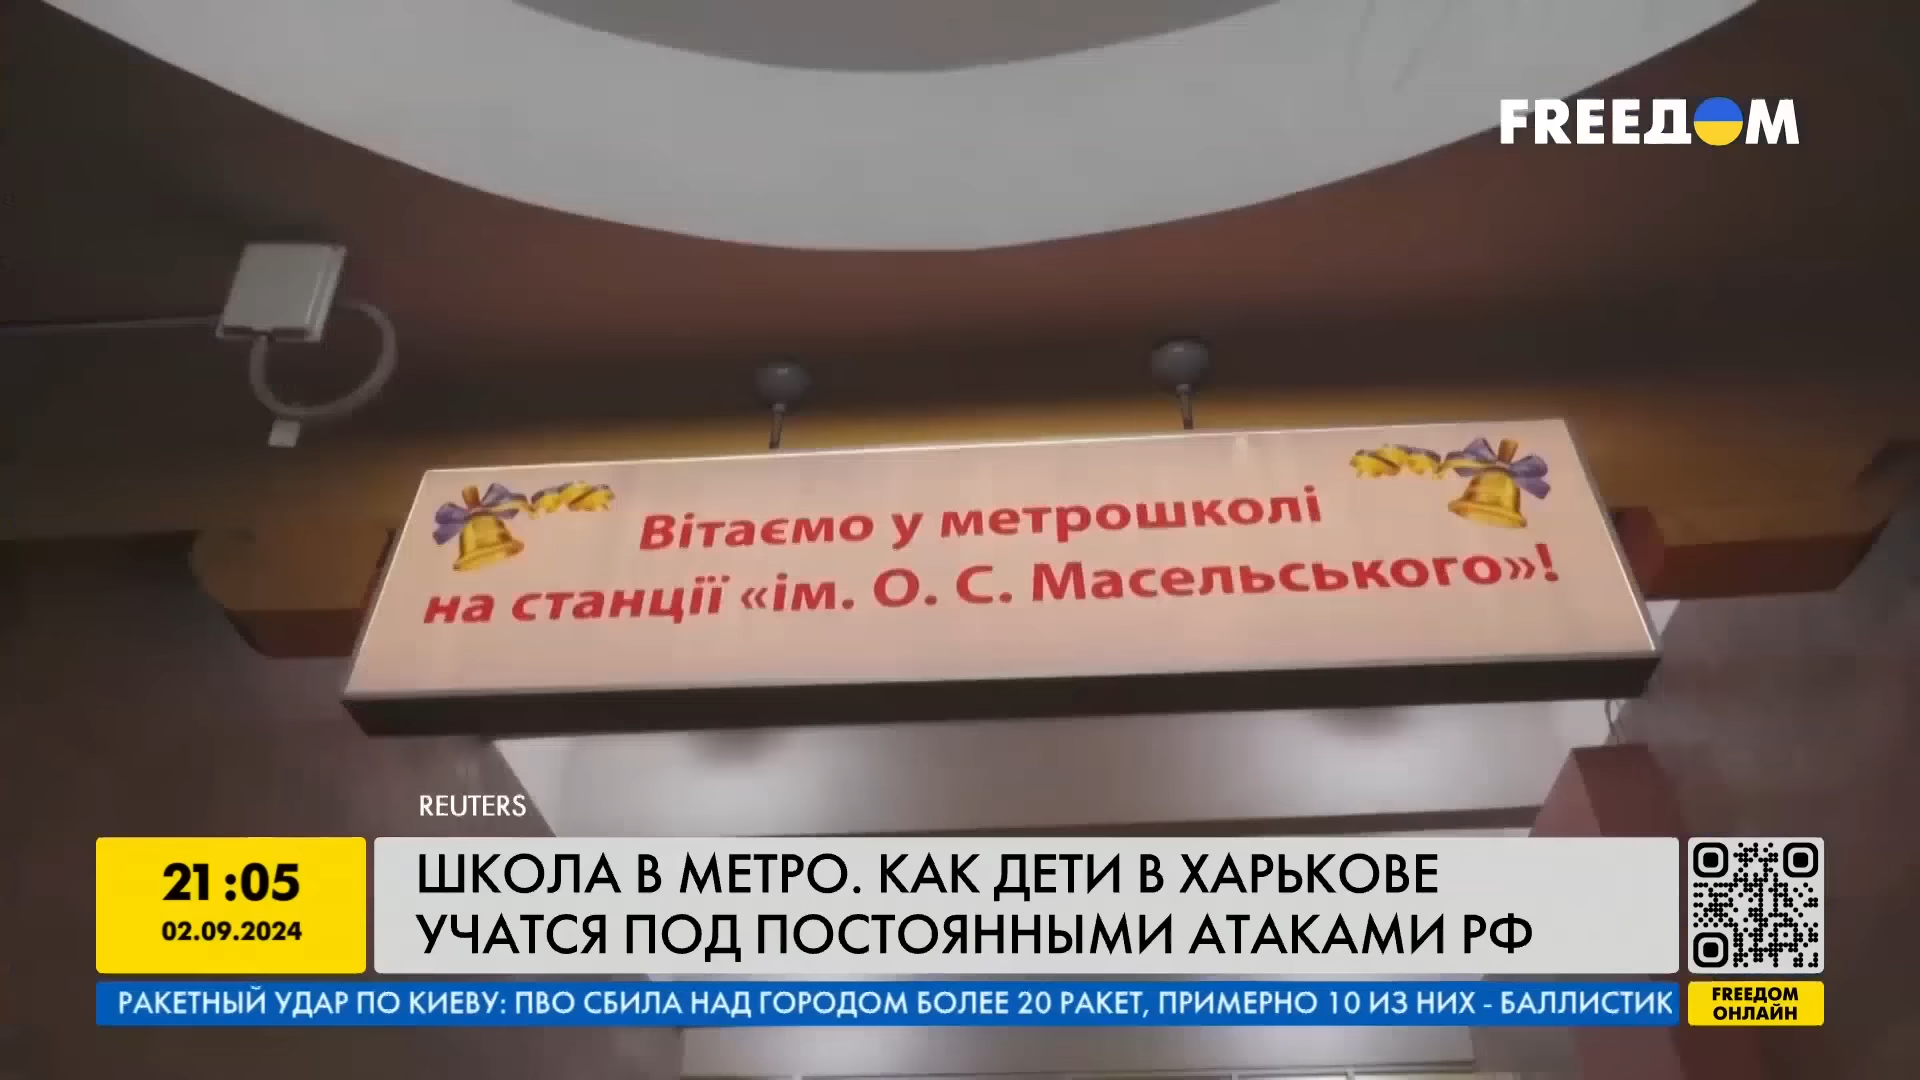 FREEДOM
Вітаємо у метрошколі
на станції «ім. О. С. Масельського»!
REUTERS
21:05
02.09.2024
ШКОЛА В МЕТРО. КАК ДЕТИ В ХАРЬКОВЕ
УЧАТСЯ ПОД ПОСТОЯННЫМИ АТАКАМИ РФ
РАКЕТНЫЙ УДАР ПО КИЕВУ: ПВО СБИЛА НАД ГОРОДОМ БОЛЕЕ 20 РАКЕТ, ПРИМЕРНО 10 ИЗ НИХ - БАЛЛИСТИК
FREEДOM
ОНЛАЙН